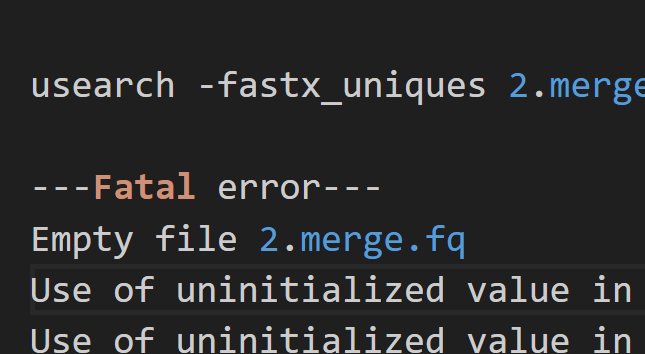 usearch -fastx_uniques 2.merge
---Fatal error---
Empty file 2.merge.fq
Use of uninitialized value in
Use of uninitialized value in